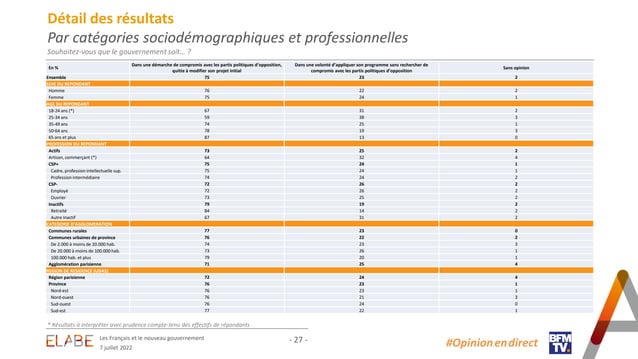 Détail des résultats
Par catégories sociodémographiques et professionnelles
Souhaitez-vous que le gouvernement soit… ?
En % Dans une démarche de compromis avec les partis politiques d'opposition, quitte à modifier son projet initial Dans une volonté d'appliquer son programme sans rechercher de compromis avec les partis politiques d'opposition Sans opinion
Ensemble 75 23 2
SEXE DU REPONDANT
Homme 76 22 2
Femme 75 24 1
AGE DU REPONDANT
18-24 ans (*) 67 31 2
25-34 ans 59 38 3
35-49 ans 74 25 1
50-64 ans 78 19 3
65 ans et plus 87 13 0
PROFESSION DU REPONDANT
Actifs 73 25 2
Artisan, commerçant (*) 64 32 4
CSP+ 75 24 1
Cadre, profession intellectuelle sup. 75 24 1
Profession intermédiaire 74 24 2
CSP- 72 26 2
Employé 72 26 2
Ouvrier 73 25 2
Inactifs 79 19 2
Retraité 84 14 2
Autre inactif 67 31 2
CATEGORIE D'AGGLOMERATION
Communes rurales 77 23 0
Communes urbaines de province 76 22 2
De 2.000 à moins de 20.000 hab. 74 23 3
De 20.000 à moins de 100.000 hab. 73 26 1
100.000 hab. et plus 79 20 1
Agglomération parisienne 71 25 4
REGION DE RESIDENCE (UDA5)
Région parisienne 72 24 4
Province 76 23 1
Nord-est 76 23 1
Nord-ouest 76 21 3
Sud-ouest 76 24 0
Sud-est 77 22 1
* Résultats à interpréter avec prudence compte-tenu des effectifs de répondants
ELABE
Les Français et le nouveau gouvernement
7 juillet 2022
- 27 -
#Opinion en direct
BFM
TV.